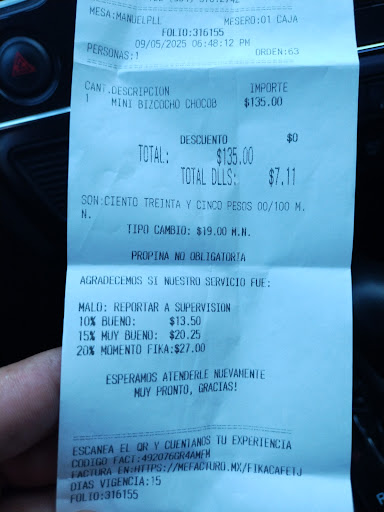 MESA:MANUELPLL MESERO:01 CAJA
FOLIO:316155
09/05/2025 06:48:12 PM
PERSONAS:1 ORDEN:63
CANT.DESCRIPCION IMPORTE
1 MINI BIZCOCHO CHOCOB $135.00
DESCUENTO $0
TOTAL: $135.00
TOTAL DLLS: $7.11
SON:CIENTO TREINTA Y CINCO PESOS 00/100 M.
N.
TIPO CAMBIO: $19.00 M.N.
PROPINA NO OBLIGATORIA
AGRADECEMOS SI NUESTRO SERVICIO FUE:
MALO: REPORTAR A SUPERVISION
10% BUENO: $13.50
15% MUY BUENO: $20.25
20% MOMENTO FIKA:$27.00
ESPERAMOS ATENDERLE NUEVAMENTE
MUY PRONTO, GRACIAS!
ESCANEA EL QR Y CUENTANOS TU EXPERIENCIA
CODIGO FACT:492076GR4AMFM
FACTURA EN:HTTPS://MEFACTURO.MX/FIKACAFETJ
DIAS VIGENCIA:15
FOLIO:316155